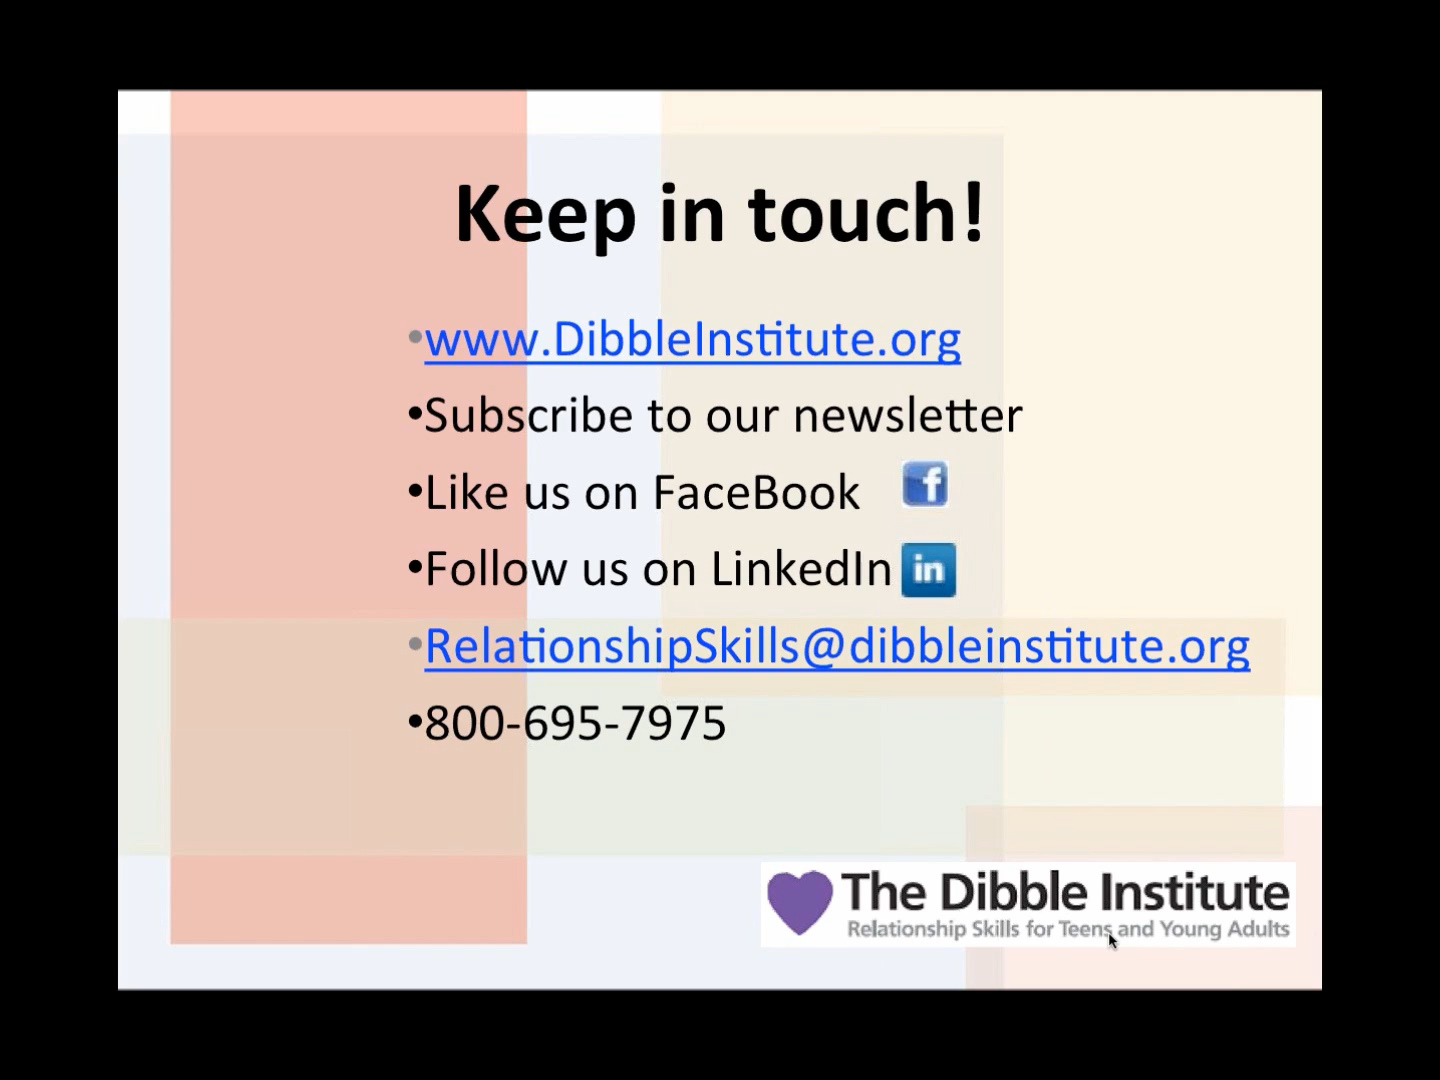 Keep in touch!
•www.DibbleInstitute.org
•Subscribe to our newsletter
•Like us on FaceBook f
•Follow us on LinkedIn in
•RelationshipSkills@dibbleinstitute.org
•800-695-7975
The Dibble Institute
Relationship Skills for Teens and Young Adults